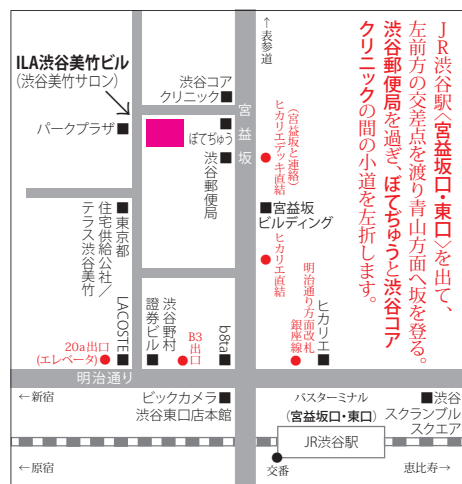 JR渋谷駅〈宮益坂口・東口〉を出て、
左前方の交差点を渡り青山方面へ坂を登る。
渋谷郵便局を過ぎ、ぼてぢゅうと渋谷コア
クリニックの間の小道を左折します。
↑表参道
ILA渋谷美竹ビル
(渋谷美竹サロン)
渋谷コア
クリニック
パークプラザ
ぼてぢゅう
宮益坂
渋谷郵便局
(宮益坂と連絡)
ヒカリエデッキ直結
宮益坂
ビルディング
ヒカリエ直結
東京都
住宅供給公社／
テラス渋谷美竹
LACOSTE
渋谷野村
證券ビル
B3出口
b8ta
明治通り方面改札
銀座線
ヒカリエ
20a出口
(エレベータ)
明治通り
←新宿
ビックカメラ
渋谷東口店本館
バスターミナル
(宮益坂口・東口)
渋谷
スクランブル
スクエア
JR渋谷駅
←原宿
交番
恵比寿→